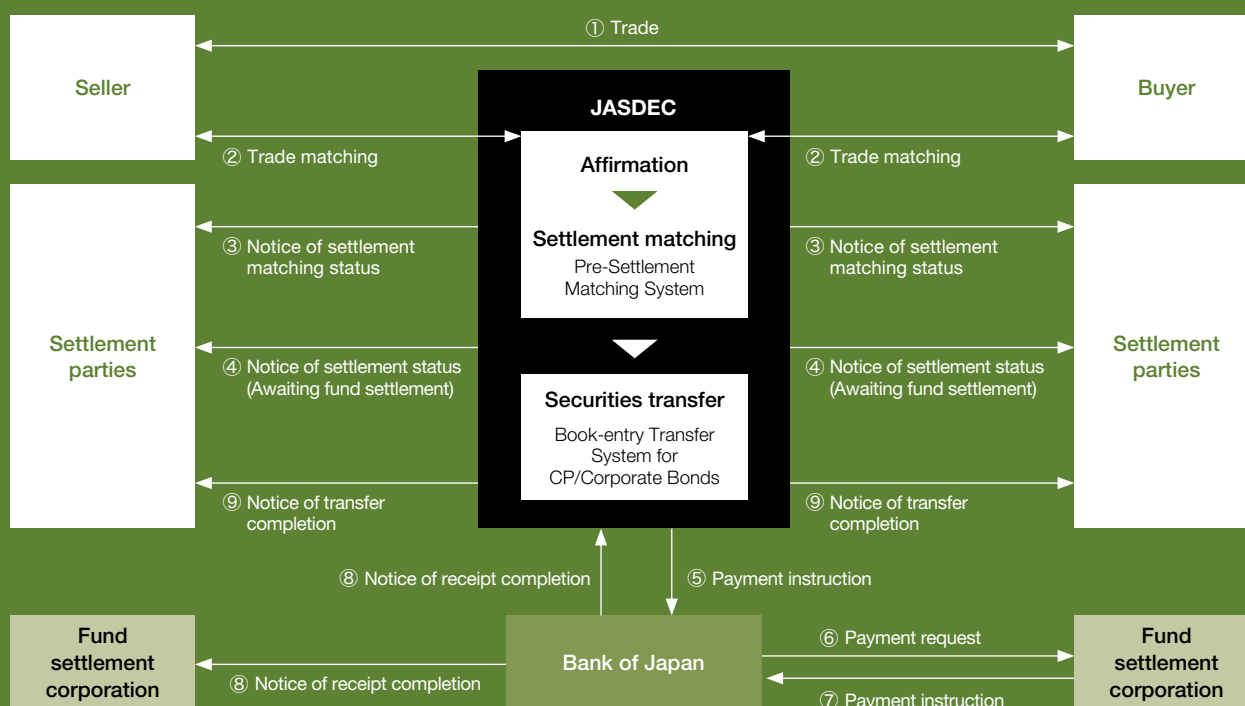 ① Trade
Seller
Buyer
JASDEC
② Trade matching
Affirmation
② Trade matching
③ Notice of settlement
matching status
Settlement matching
Pre-Settlement
Matching System
③ Notice of settlement
matching status
Settlement
parties
④ Notice of settlement status
(Awaiting fund settlement)
④ Notice of settlement status
(Awaiting fund settlement)
Settlement
parties
Securities transfer
Book-entry Transfer
System for
CP/Corporate Bonds
⑨ Notice of transfer
completion
⑨ Notice of transfer
completion
⑧ Notice of receipt completion
⑤ Payment instruction
Fund
settlement
corporation
⑧ Notice of receipt completion
Bank of Japan
⑥ Payment request
⑦ Payment instruction
Fund
settlement
corporation